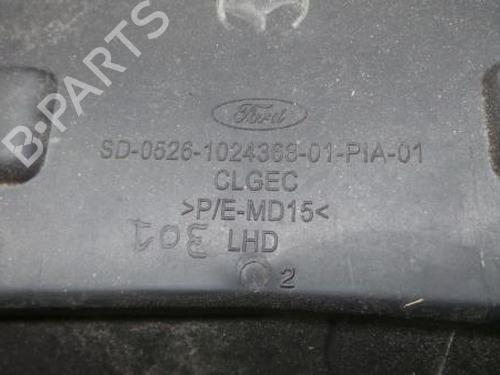 B-PARTS
Ford
SD-0526-1024368-01-PIA-01
CLGEC
>P/E-MD15<
301 LHD
2